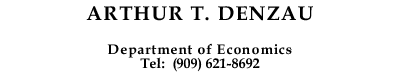 ARTHUR T. DENZAU
Department of Economics
Tel: (909) 621-8692